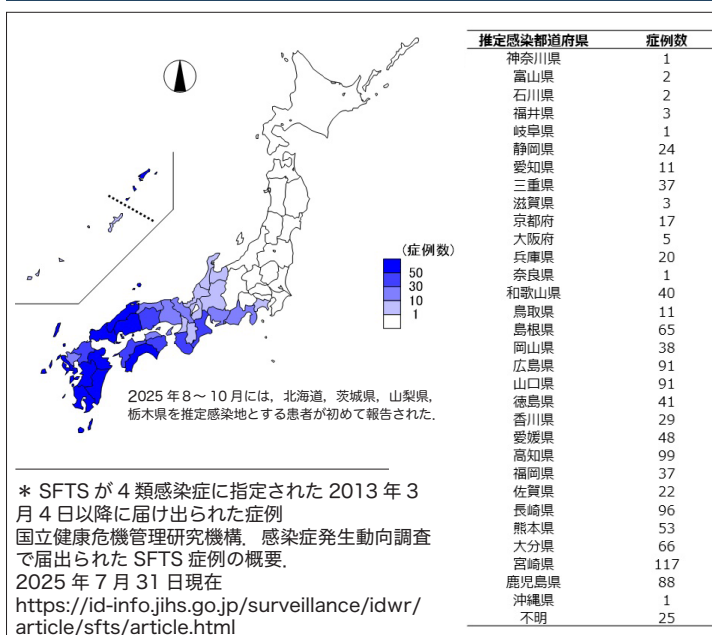 推定感染都道府県 症例数
神奈川県 1
富山県 2
石川県 2
福井県 3
岐阜県 1
静岡県 24
愛知県 11
三重県 37
滋賀県 3
京都府 17
大阪府 5
兵庫県 20
奈良県 1
和歌山県 40
鳥取県 11
島根県 65
岡山県 38
広島県 91
山口県 91
徳島県 41
香川県 29
愛媛県 48
高知県 99
福岡県 37
佐賀県 22
長崎県 96
熊本県 53
大分県 66
宮崎県 117
鹿児島県 88
沖縄県 1
不明 25
(症例数)
50
30
10
1
2025年8～10月には，北海道，茨城県，山梨県，
栃木県を推定感染地とする患者が初めて報告された．
＊ SFTS が 4 類感染症に指定された 2013 年 3
月 4 日以降に届け出られた症例
国立健康危機管理研究機構．感染症発生動向調査
で届出られた SFTS 症例の概要．
2025 年 7 月 31 日現在
https://id-info.jihs.go.jp/surveillance/idwr/
article/sfts/article.html